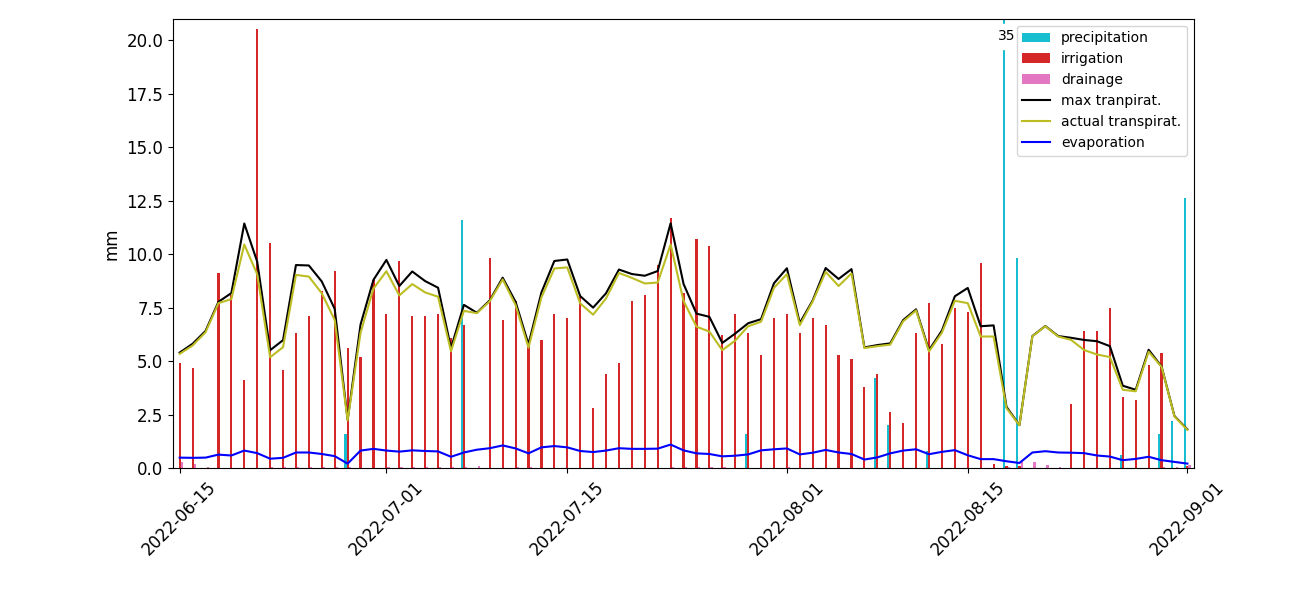 20.0
17.5
15.0
12.5
10.0
7.5
5.0
2.5
0.0
mm
35
precipitation
irrigation
drainage
max tranpirat.
actual transpirat.
evaporation
2022-06-15
2022-07-01
2022-07-15
2022-08-01
2022-08-15
2022-09-01